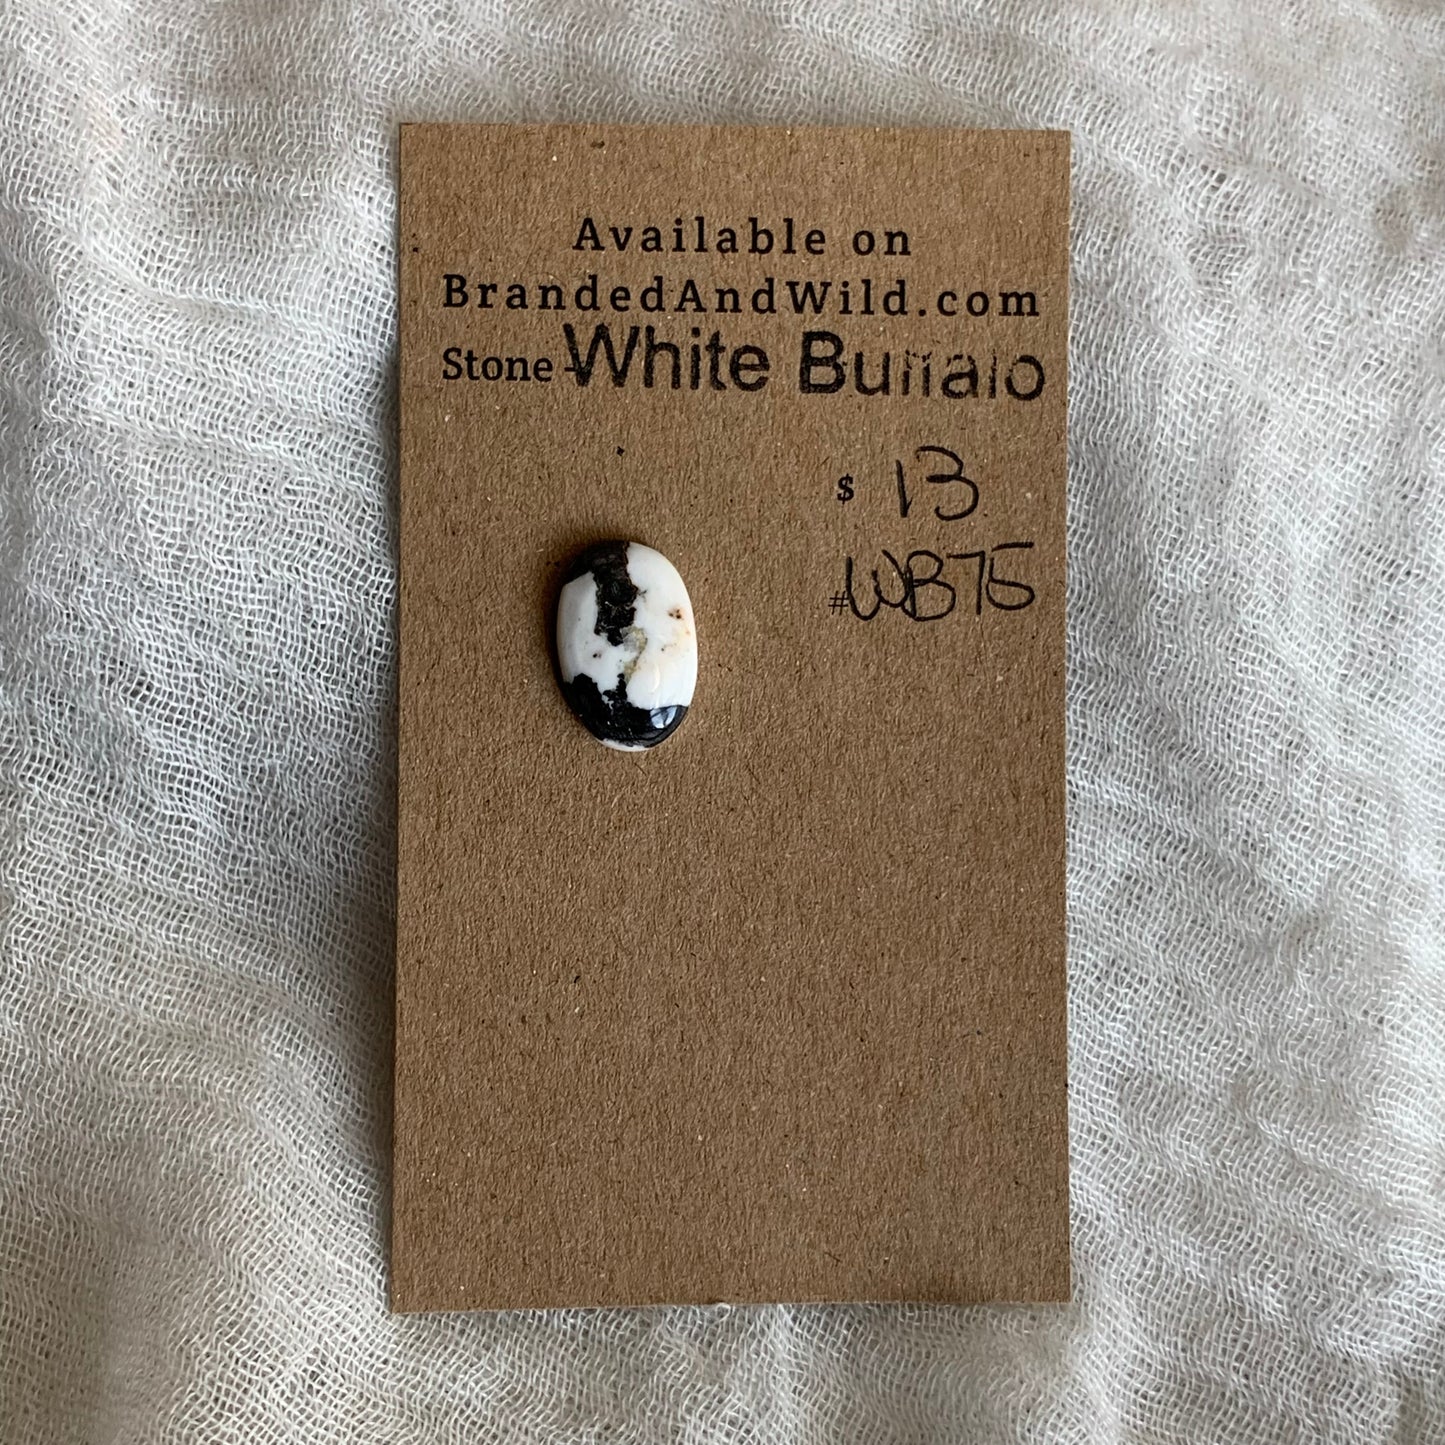 Available on
BrandedAndWild.com
Stone - White Buffalo
$ 13
#WB75